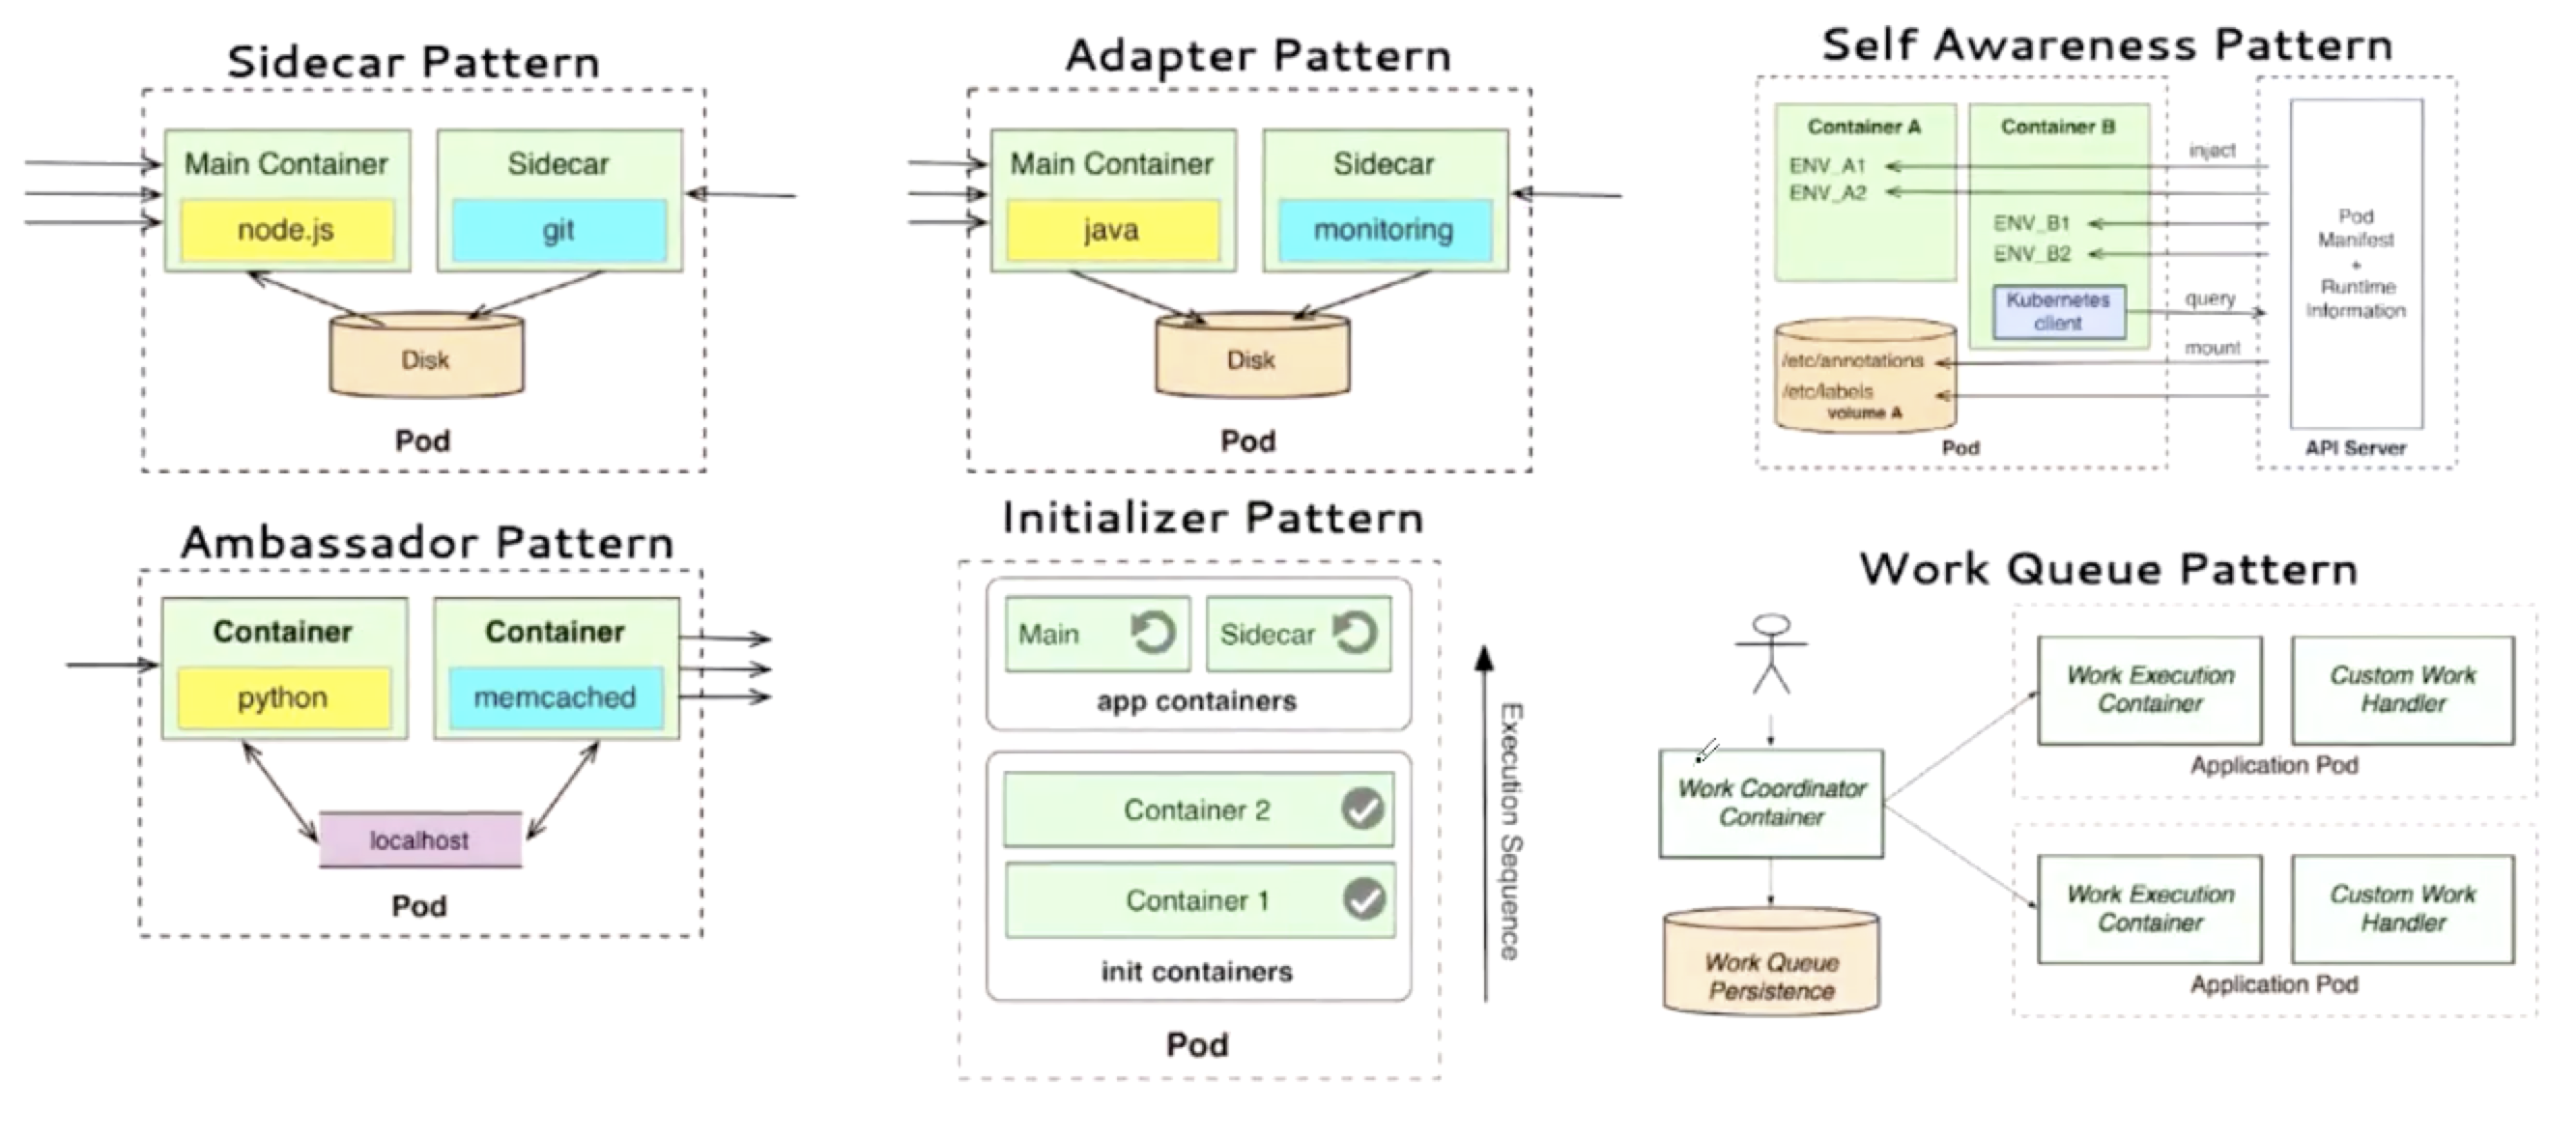 Sidecar Pattern
Main Container
node.js
Sidecar
git
Disk
Pod
Adapter Pattern
Main Container
java
Sidecar
monitoring
Disk
Pod
Self Awareness Pattern
Container A
ENV_A1
ENV_A2
Container B
ENV_B1
ENV_B2
Kubernetes
client
inject
query
mount
/etc/annotations
/etc/labels
volume A
Pod
Pod
Manifest
+
Runtime
Information
API Server
Ambassador Pattern
Container
python
Container
memcached
localhost
Pod
Initializer Pattern
Main
Sidecar
app containers
Container 2
Container 1
init containers
Pod
Execution Sequence
Work Queue Pattern
Work Coordinator
Container
Work Queue
Persistence
Work Execution
Container
Custom Work
Handler
Application Pod
Work Execution
Container
Custom Work
Handler
Application Pod